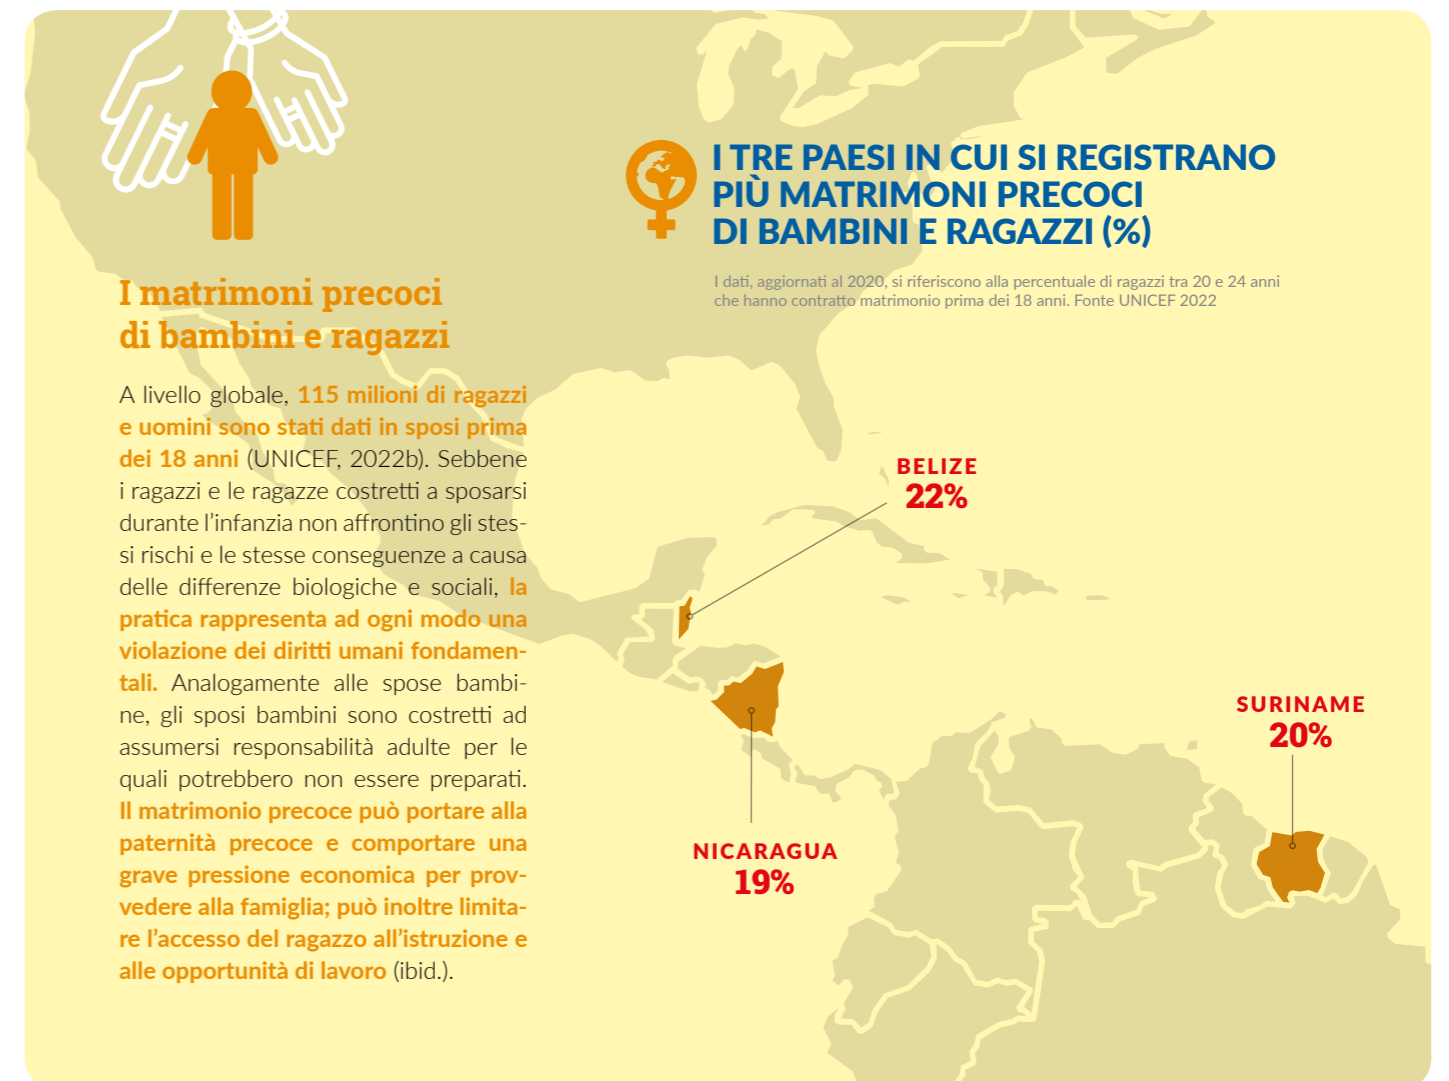 I matrimoni precoci
di bambini e ragazzi
A livello globale, 115 milioni di ragazzi
e uomini sono stati dati in sposi prima
dei 18 anni (UNICEF, 2022b). Sebbene
i ragazzi e le ragazze costretti a sposarsi
durante l'infanzia non affrontino gli stes-
si rischi e le stesse conseguenze a causa
delle differenze biologiche e sociali, la
pratica rappresenta ad ogni modo una
violazione dei diritti umani fondamen-
tali. Analogamente alle spose bambi-
ne, gli sposi bambini sono costretti ad
assumersi responsabilità adulte per le
quali potrebbero non essere preparati.
Il matrimonio precoce può portare alla
paternità precoce e comportare una
grave pressione economica per prov-
vedere alla famiglia; può inoltre limita-
re l'accesso del ragazzo all'istruzione e
alle opportunità di lavoro (ibid.).
I TRE PAESI IN CUI SI REGISTRANO
PIÙ MATRIMONI PRECOCI
DI BAMBINI E RAGAZZI (%)
I dati, aggiornati al 2020, si riferiscono alla percentuale di ragazzi tra 20 e 24 anni
che hanno contratto matrimonio prima dei 18 anni. Fonte UNICEF 2022
BELIZE
22%
SURINAME
20%
NICARAGUA
19%